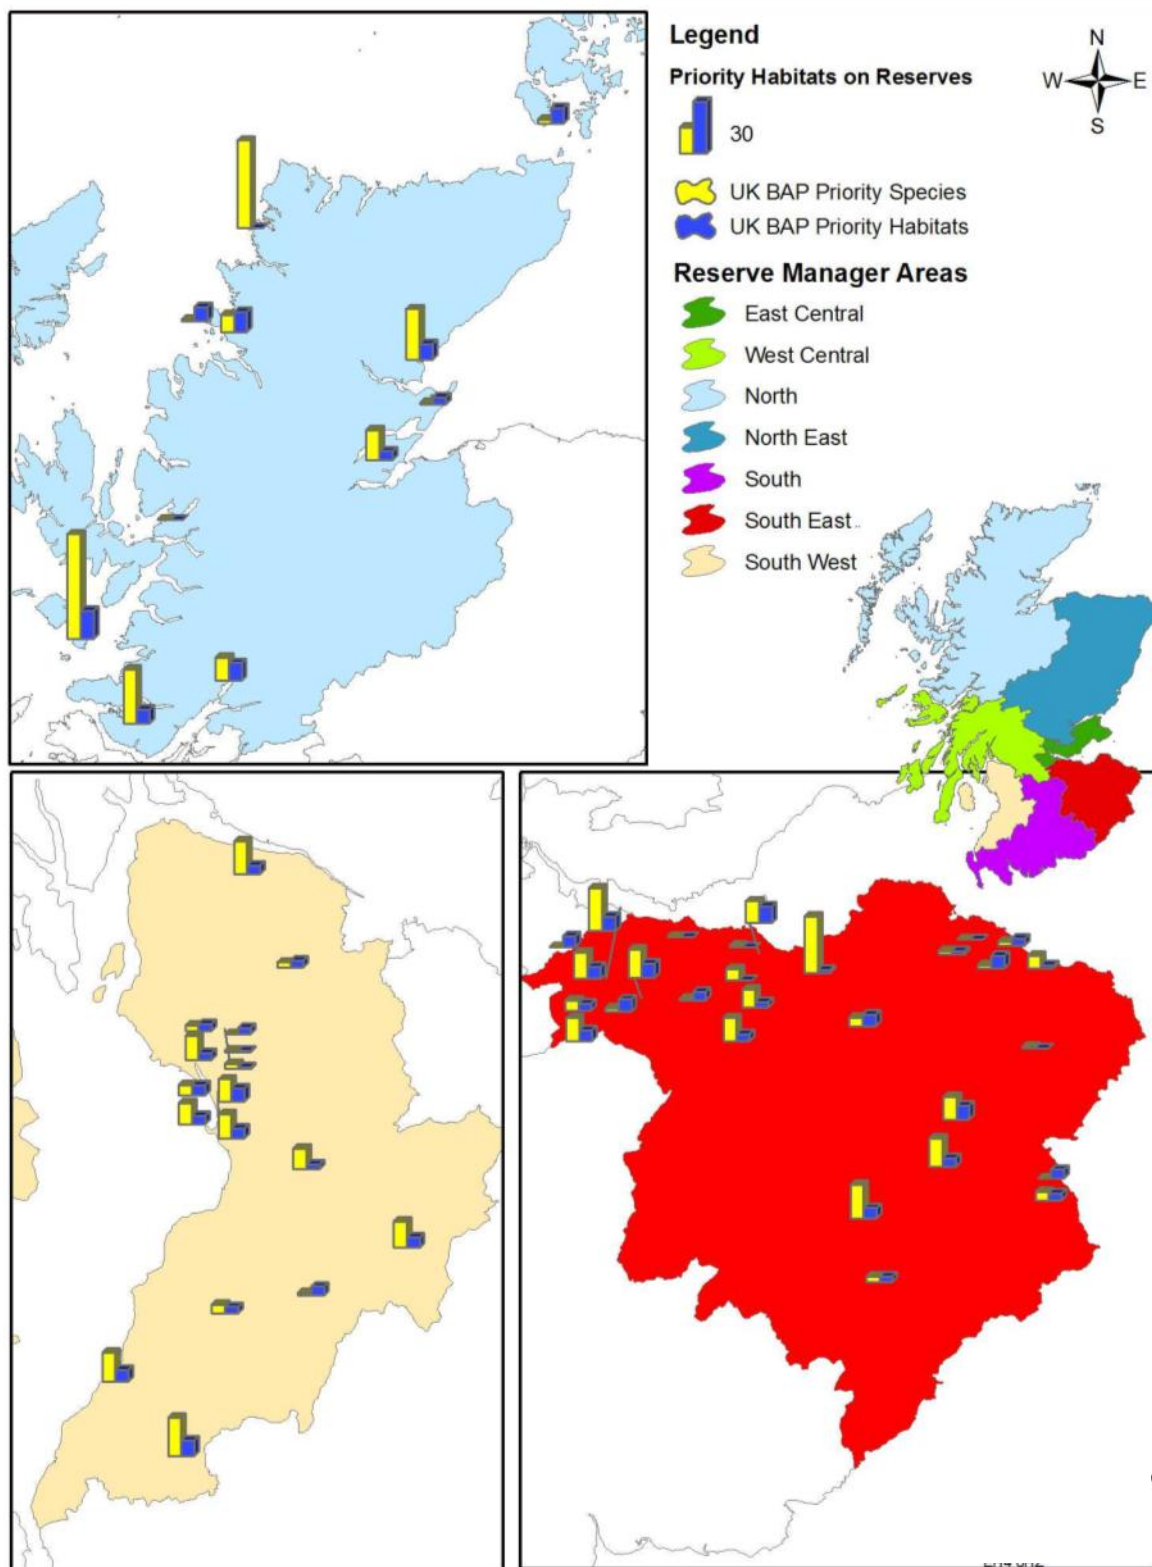 Legend
N
Priority Habitats on Reserves
W E
S
30
UK BAP Priority Species
UK BAP Priority Habitats
Reserve Manager Areas
East Central
West Central
North
North East
South
South East
South West